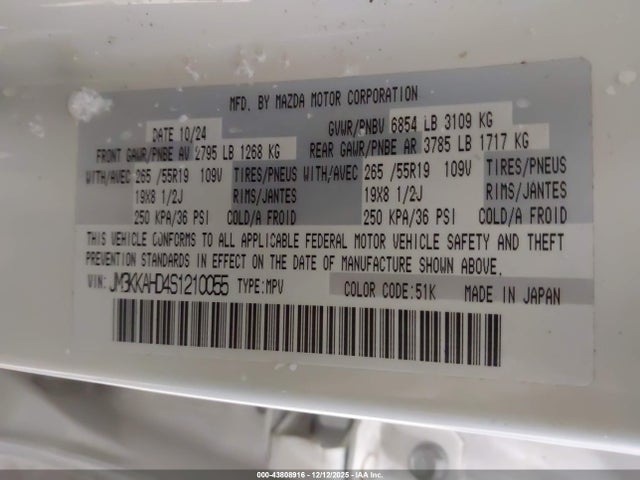 MFD. BY MAZDA MOTOR CORPORATION
DATE 10/24 GVWR/PNBV 6854 LB 3109 KG
FRONT GAWR/PNBE AV 2795 LB 1268 KG REAR GAWR/PNBE AR 3785 LB 1717 KG
WITH/AVEC 265 /55R19 109V TIRES/PNEUS WITH/AVEC 265 /55R19 109V TIRES/PNEUS
19X8 1/2J RIMS/JANTES 19X8 1/2J RIMS/JANTES
250 KPA/36 PSI COLD/A FROID 250 KPA/36 PSI COLD/A FROID
THIS VEHICLE CONFORMS TO ALL APPLICABLE FEDERAL MOTOR VEHICLE SAFETY AND THEFT
PREVENTION STANDARDS IN EFFECT ON THE DATE OF MANUFACTURE SHOWN ABOVE.
VIN: JM3KKAHD4S1210055 TYPE:MPV COLOR CODE:51K MADE IN JAPAN
000-43808916 - 12/12/2025 - IAA Inc.